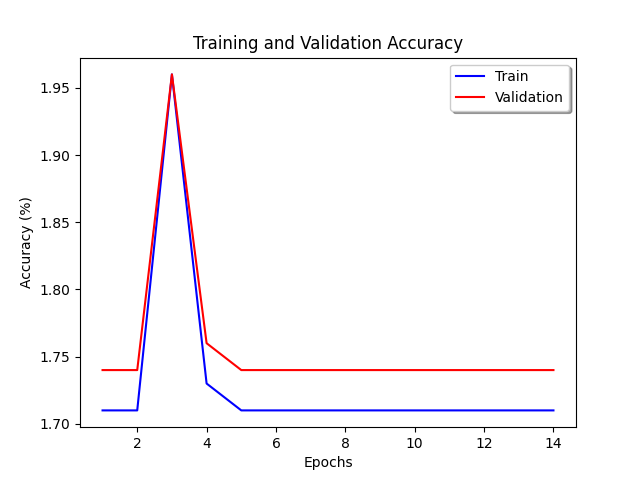 Training and Validation Accuracy
Train
Validation
1.95
1.90
1.85
1.80
1.75
1.70
Accuracy (%)
2 4 6 8 10 12 14
Epochs